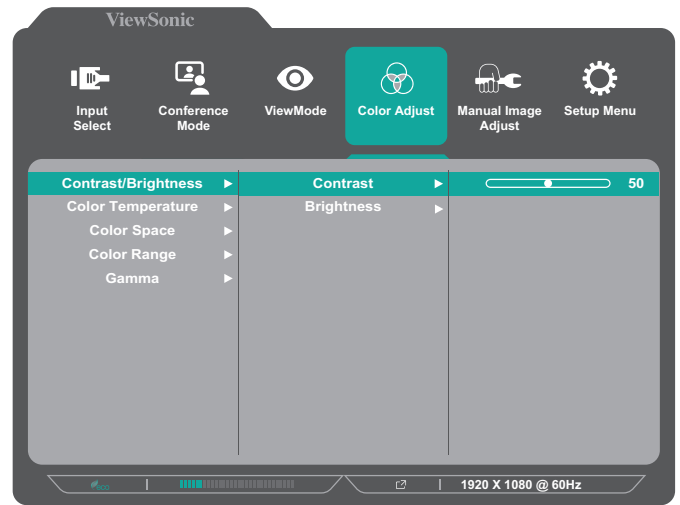 ViewSonic
Input
Select
Conference
Mode
ViewMode
Color Adjust
Manual Image
Adjust
Setup Menu
Contrast/Brightness
Contrast
50
Color Temperature
Brightness
Color Space
Color Range
Gamma
eco
1920 X 1080 @ 60Hz